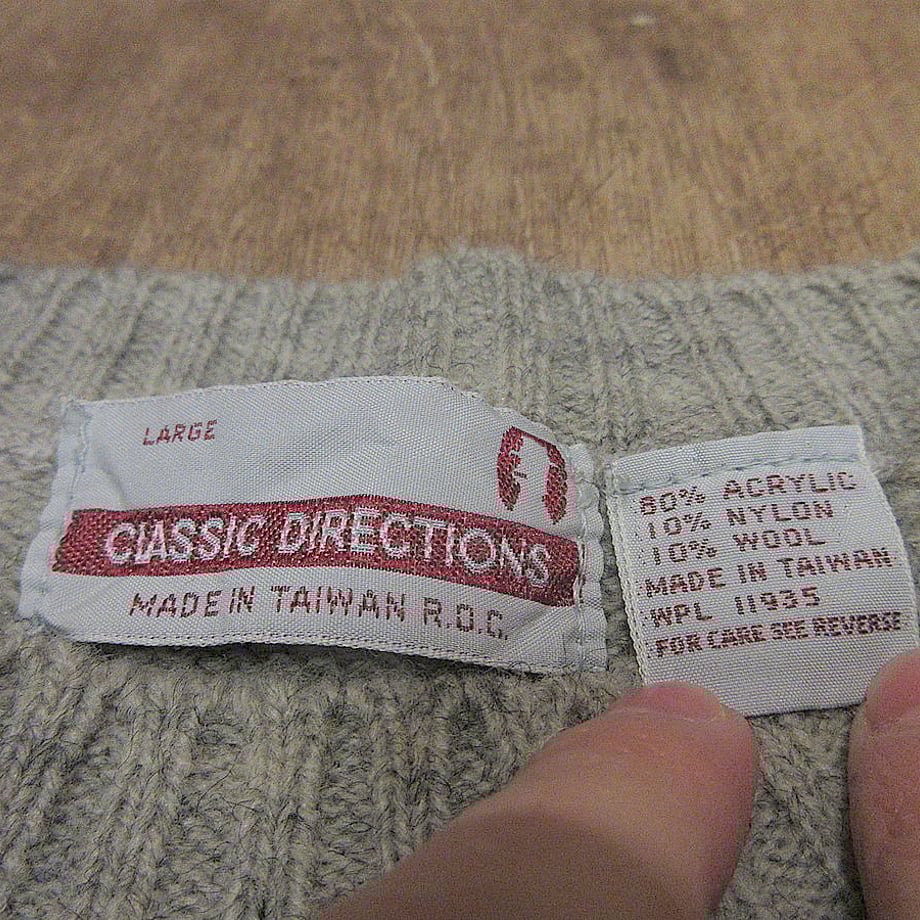 LARGE
CLASSIC DIRECTIONS
MADE IN TAIWAN R.O.C.
80% ACRYLIC
10% NYLON
10% WOOL
MADE IN TAIWAN
WPL 11935
FOR CARE SEE REVERSE